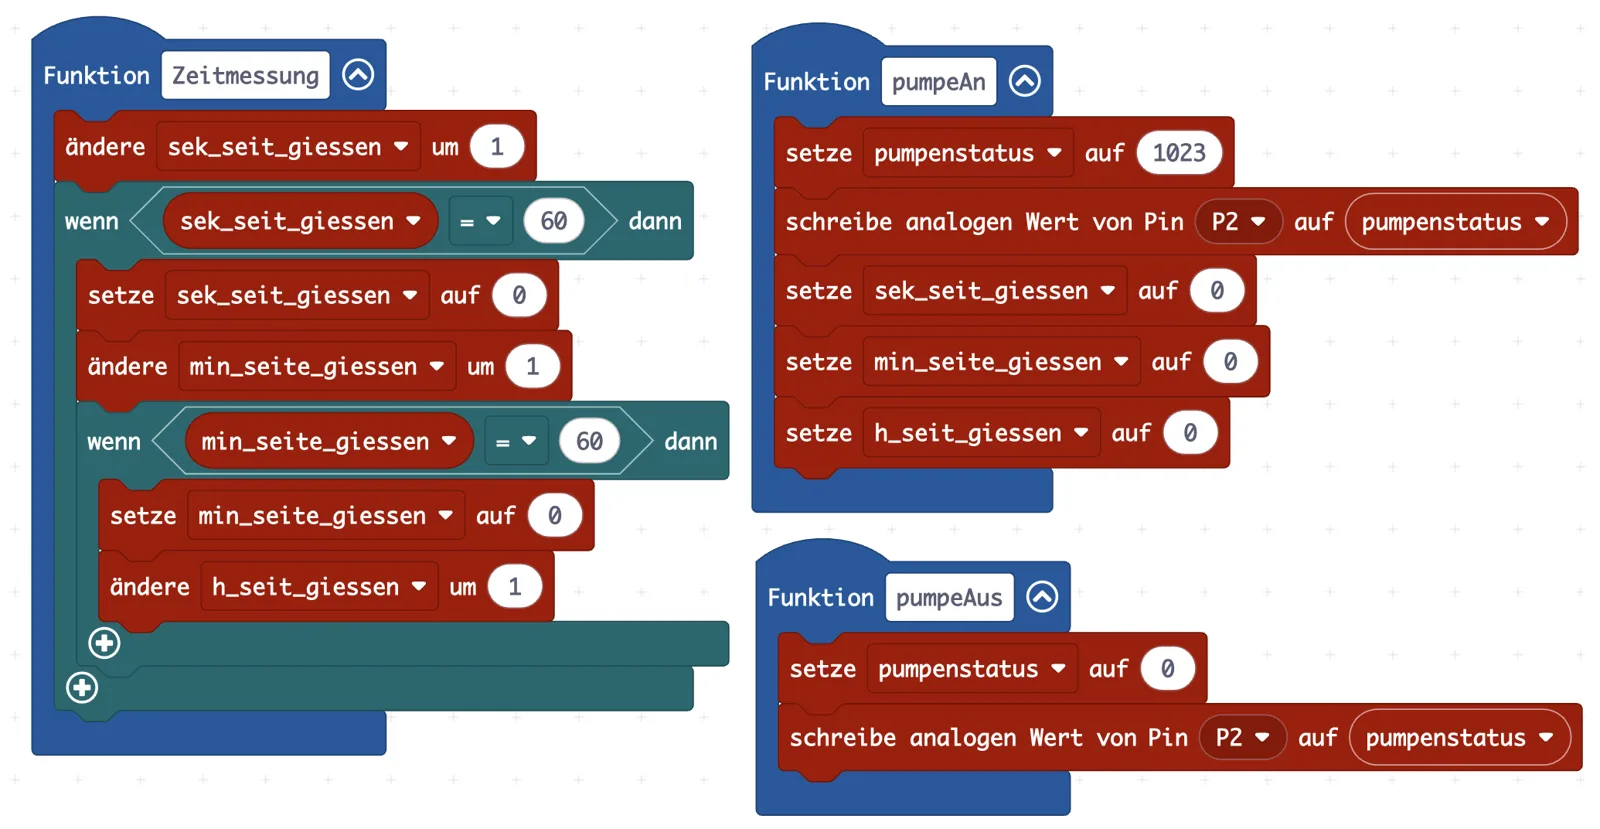 Funktion Zeitmessung
ändere sek_seit_giessen um 1
wenn sek_seit_giessen = 60 dann
setze sek_seit_giessen auf 0
ändere min_seite_giessen um 1
wenn min_seite_giessen = 60 dann
setze min_seite_giessen auf 0
ändere h_seit_giessen um 1
Funktion pumpeAn
setze pumpenstatus auf 1023
schreibe analogen Wert von Pin P2 auf pumpenstatus
setze sek_seit_giessen auf 0
setze min_seite_giessen auf 0
setze h_seit_giessen auf 0
Funktion pumpeAus
setze pumpenstatus auf 0
schreibe analogen Wert von Pin P2 auf pumpenstatus